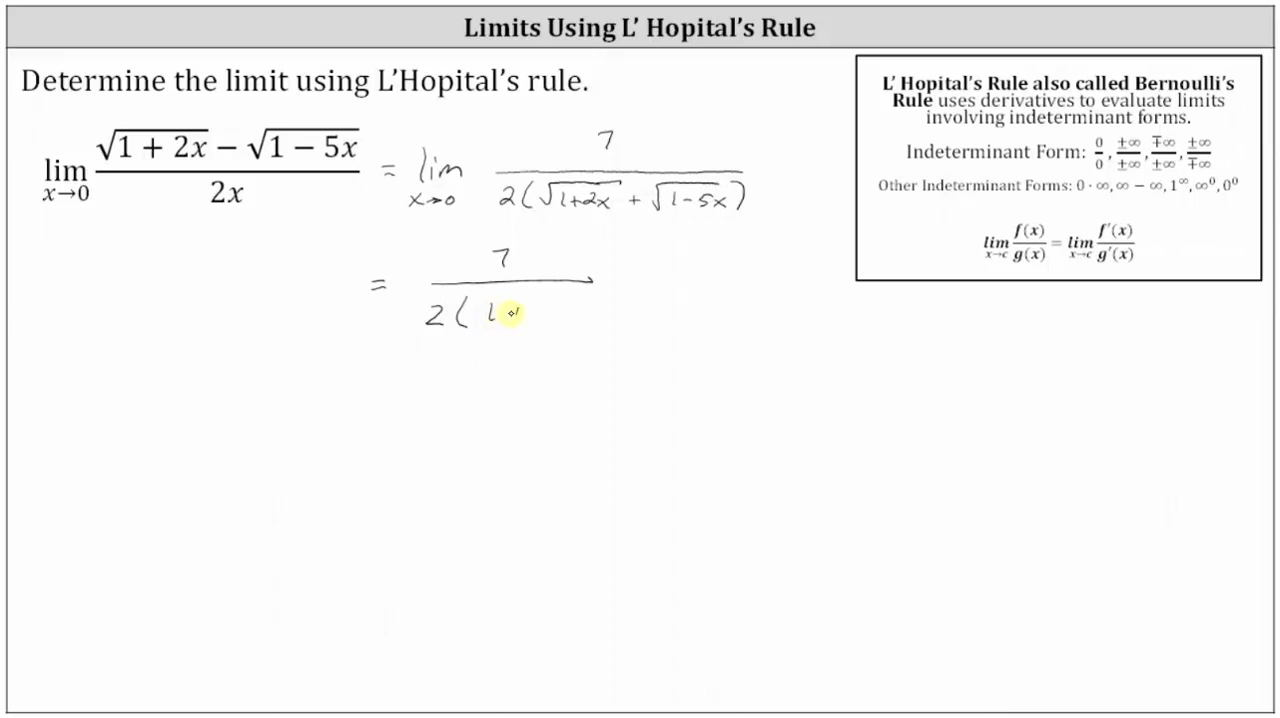 Limits Using L’ Hopital’s Rule
Determine the limit using L’Hopital’s rule.
lim x→0 (√(1 + 2x) − √(1 − 5x)) / 2x = lim x→0 7 / 2(√(1+2x) + √(1-5x))
= 7 / 2( 1 +
L’ Hopital’s Rule also called Bernoulli’s
Rule uses derivatives to evaluate limits
involving indeterminant forms.
Indeterminant Form: 0/0, ±∞/±∞, ∓∞/±∞, ±∞/∓∞
Other Indeterminant Forms: 0 · ∞, ∞ − ∞, 1^∞, ∞^0, 0^0
lim x→c f(x)/g(x) = lim x→c f′(x)/g′(x)